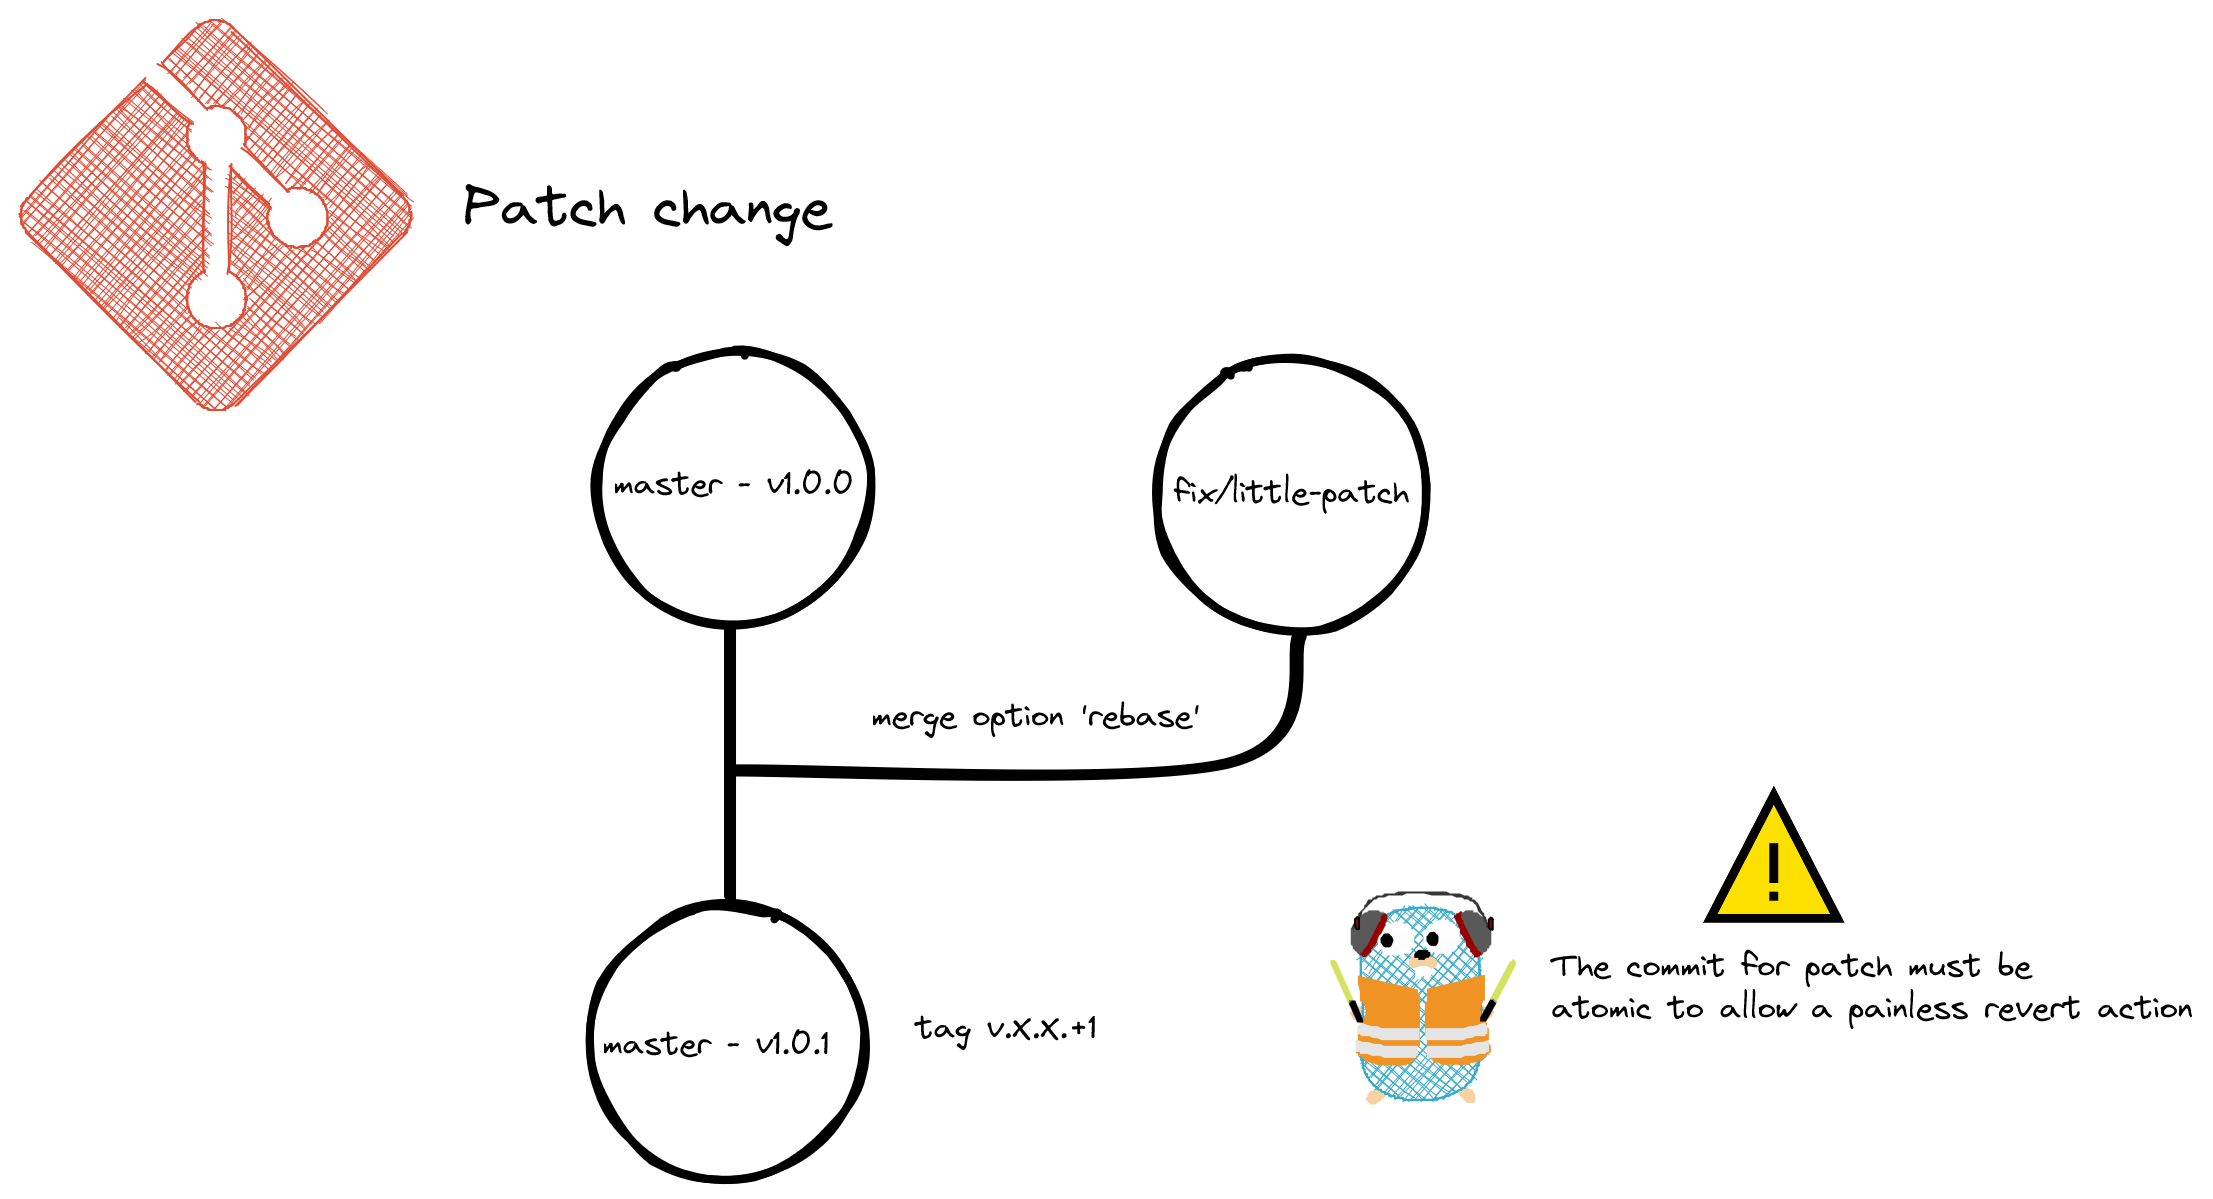 Patch change
master - v1.0.0
fix/little-patch
merge option 'rebase'
The commit for patch must be
atomic to allow a painless revert action
master - v1.0.1
tag v.X.X.+1